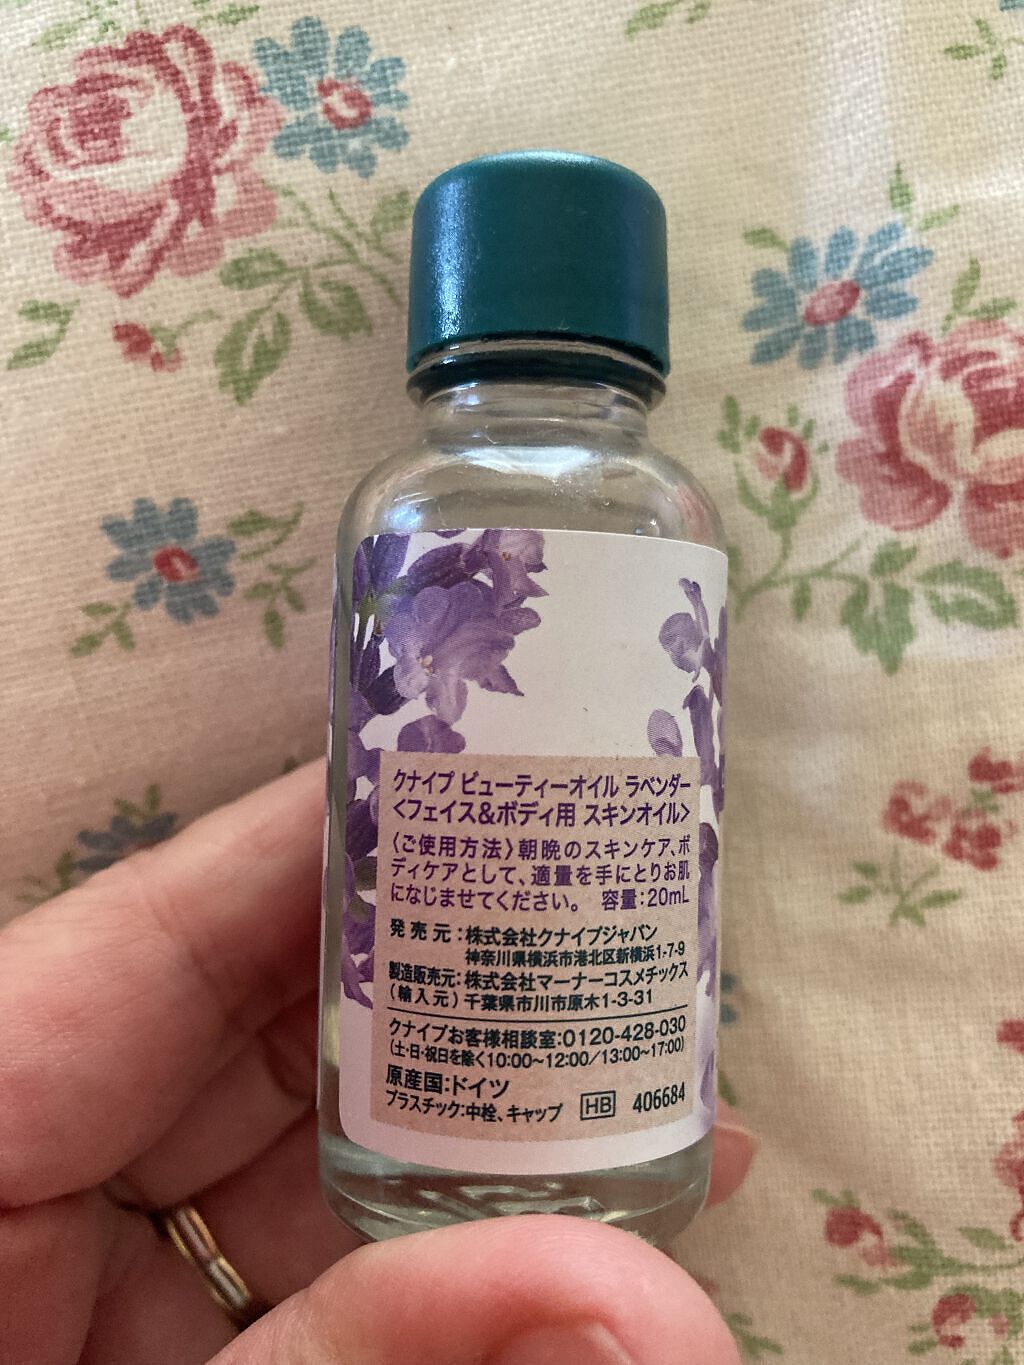 クナイプ ビューティーオイル ラベンダー
＜フェイス&ボディ用 スキンオイル＞
〈ご使用方法〉朝晩のスキンケア、ボ
ディケアとして、適量を手にとりお肌
になじませてください。 容量:20mL
発売元:株式会社クナイプジャパン
神奈川県横浜市港北区新横浜1-7-9
製造販売元:株式会社マーナーコスメチックス
(輸入元)千葉県市川市原木1-3-31
クナイプお客様相談室:0120-428-030
(土・日・祝日を除く10:00~12:00/13:00~17:00)
原産国:ドイツ
プラスチック:中栓、キャップ HB 406684